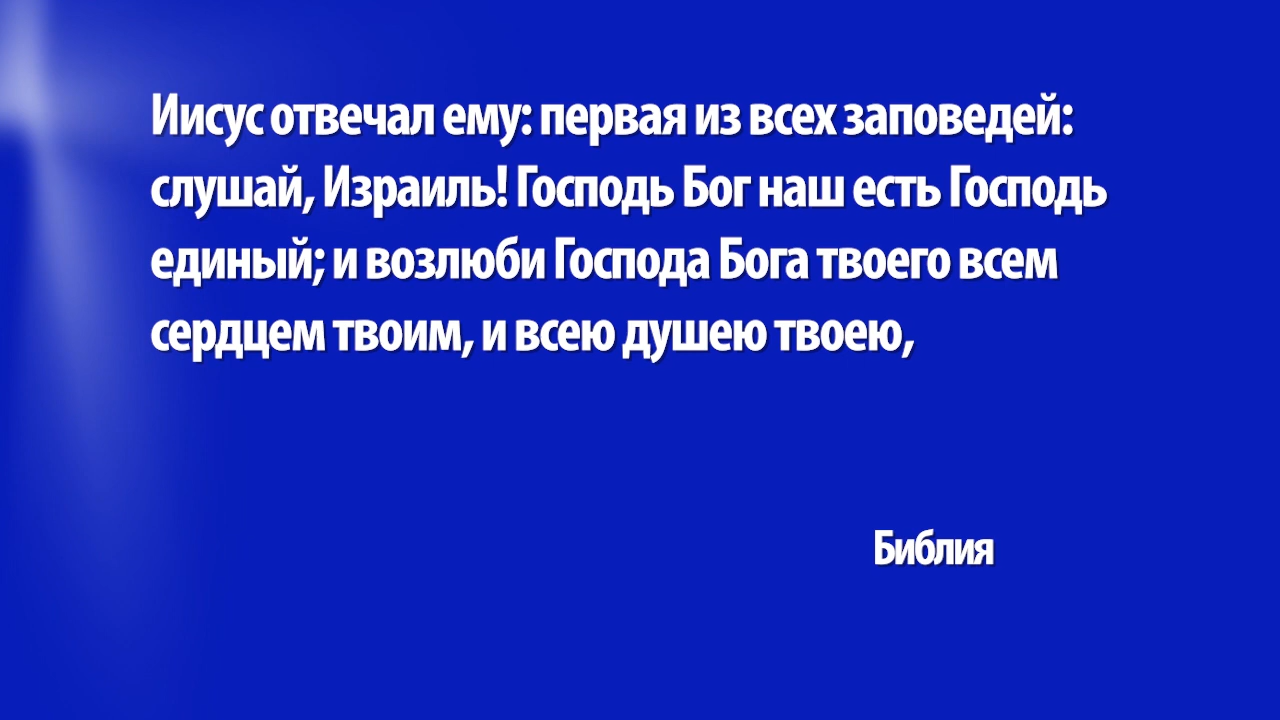 Иисус отвечал ему: первая из всех заповедей:
слушай, Израиль! Господь Бог наш есть Господь
единый; и возлюби Господа Бога твоего всем
сердцем твоим, и всею душею твоею,
Библия